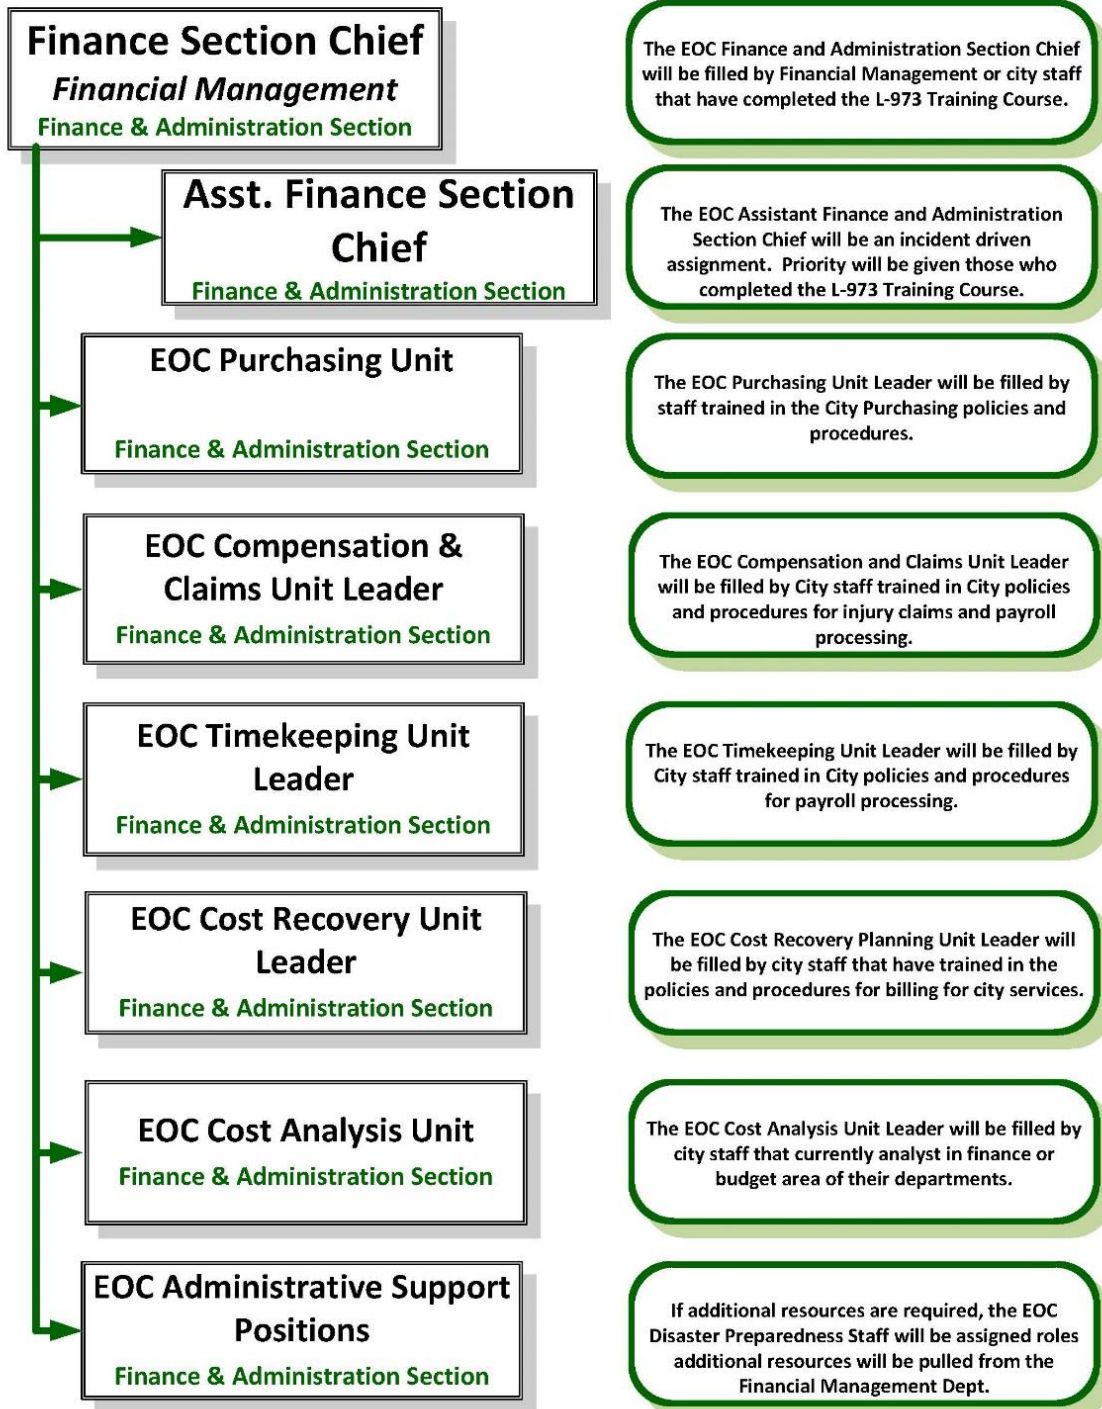 Finance Section Chief
Financial Management
Finance & Administration Section
The EOC Finance and Administration Section Chief
will be filled by Financial Management or city staff
that have completed the L-973 Training Course.
Asst. Finance Section
Chief
Finance & Administration Section
The EOC Assistant Finance and Administration
Section Chief will be an incident driven
assignment. Priority will be given those who
completed the L-973 Training Course.
EOC Purchasing Unit
Finance & Administration Section
The EOC Purchasing Unit Leader will be filled by
staff trained in the City Purchasing policies and
procedures.
EOC Compensation &
Claims Unit Leader
Finance & Administration Section
The EOC Compensation and Claims Unit Leader
will be filled by City staff trained in City policies
and procedures for injury claims and payroll
processing.
EOC Timekeeping Unit
Leader
Finance & Administration Section
The EOC Timekeeping Unit Leader will be filled by
City staff trained in City policies and procedures
for payroll processing.
EOC Cost Recovery Unit
Leader
Finance & Administration Section
The EOC Cost Recovery Planning Unit Leader will
be filled by city staff that have trained in the
policies and procedures for billing for city services.
EOC Cost Analysis Unit
Finance & Administration Section
The EOC Cost Analysis Unit Leader will be filled by
city staff that currently analyst in finance or
budget area of their departments.
EOC Administrative Support
Positions
Finance & Administration Section
If additional resources are required, the EOC
Disaster Preparedness Staff will be assigned roles
additional resources will be pulled from the
Financial Management Dept.